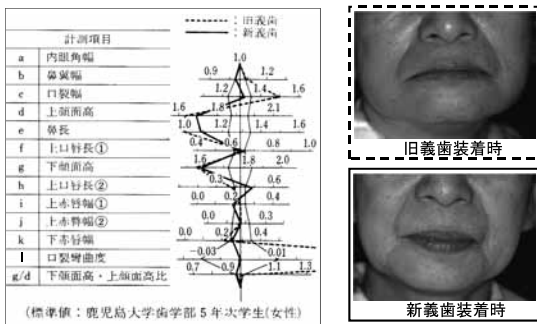 -----：旧義歯
——：新義歯
計測項目
1.0
a 内眼角幅
0.9 1.2
b 鼻翼幅
1.2 1.4 1.6
c 口裂幅
1.6 1.8 2.1
d 上顔面高
1.0 1.2 1.4 1.6
e 鼻長
0.4 0.6 0.8 1.0
f 上口唇長①
1.6 1.8 2.0
g 下顔面高
0.3 0.6
h 上口唇長②
0.0 0.2 0.4
i 上赤唇幅①
0.0 0.2 0.4
j 上赤唇幅②
0.0 0.2 0.4
k 下赤唇幅
-0.03 0.01
l 口裂彎曲度
0.7 0.9 1.1 1.3
g/d 下顔面高・上顔面高比
(標準値：鹿児島大学歯学部5年次学生(女性)
旧義歯装着時
新義歯装着時